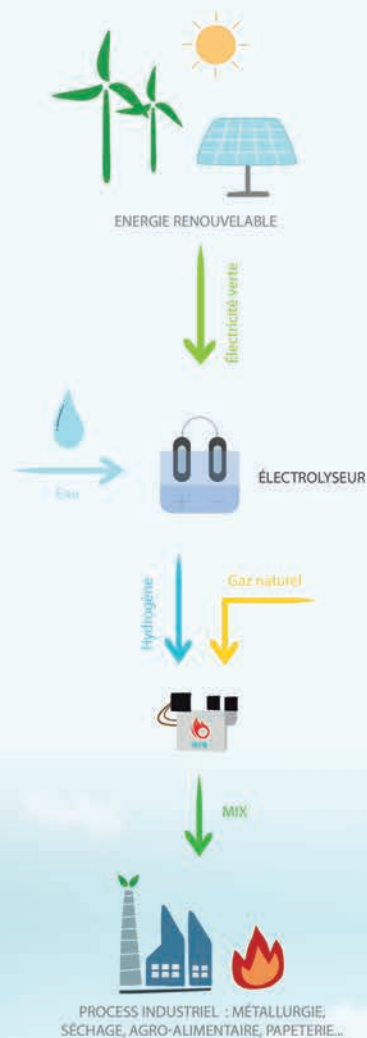 ENERGIE RENOUVELABLE
Électricité verte
Eau
ÉLECTROLYSEUR
Hydrogène
Gaz naturel
MIX
PROCESS INDUSTRIEL : MÉTALLURGIE,
SÉCHAGE, AGRO-ALIMENTAIRE, PAPETERIE...